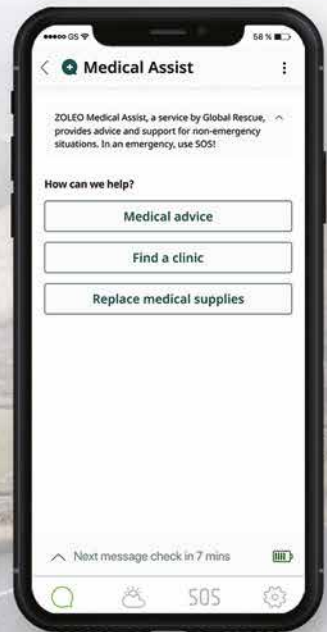 GS 58 %
Medical Assist
ZOLEO Medical Assist, a service by Global Rescue,
provides advice and support for non-emergency
situations. In an emergency, use SOS!
How can we help?
Medical advice
Find a clinic
Replace medical supplies
Next message check in 7 mins
SOS